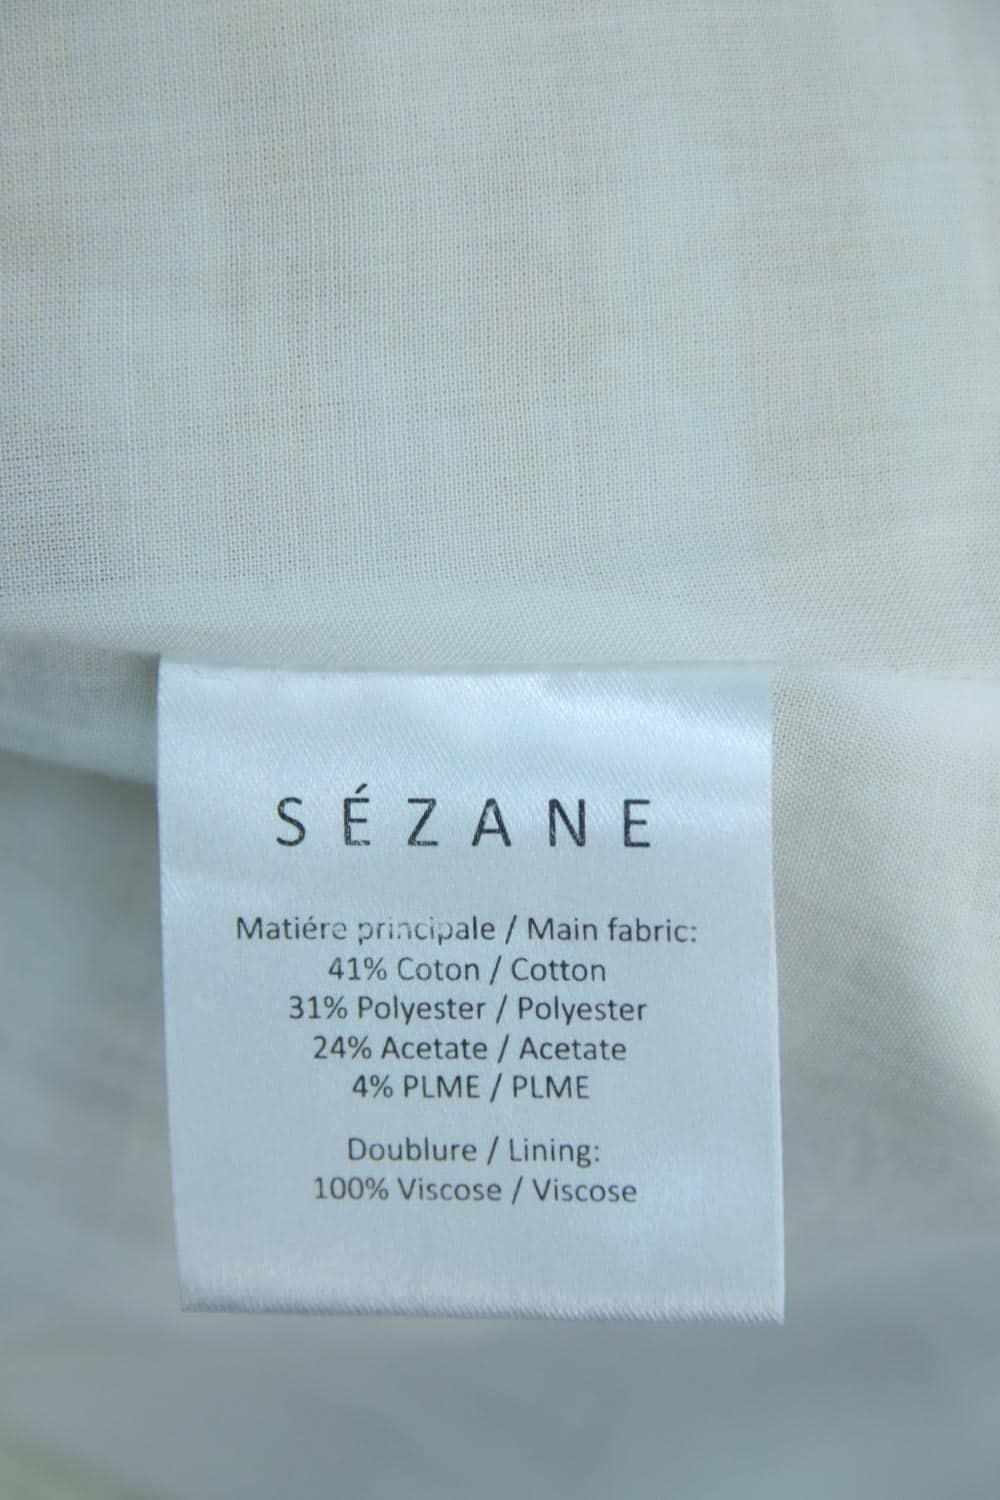 SÉZANE
Matiére principale / Main fabric:
41% Coton / Cotton
31% Polyester / Polyester
24% Acetate / Acetate
4% PLME / PLME
Doublure / Lining:
100% Viscose / Viscose